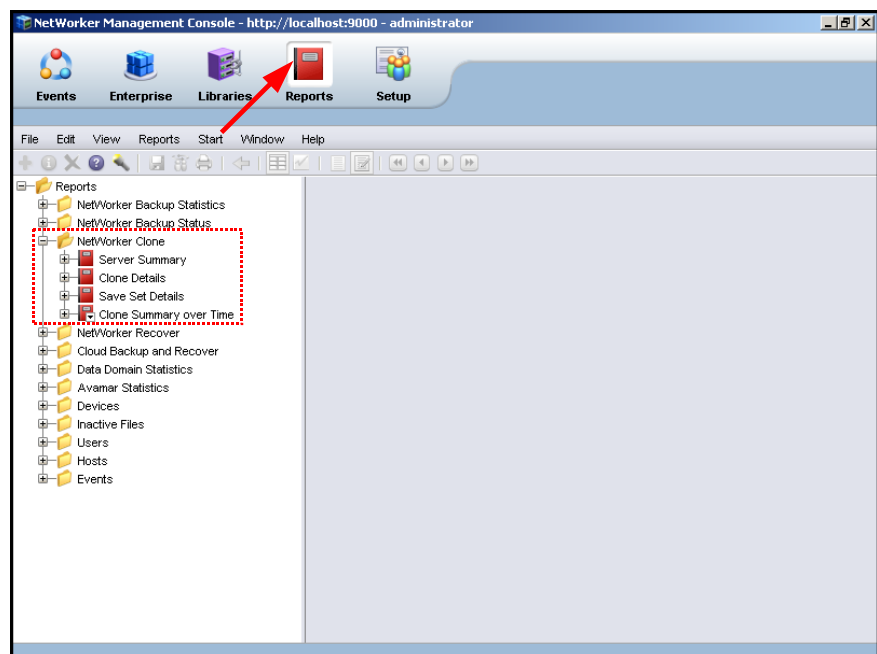 NetWorker Management Console - http://localhost:9000 - administrator
Events Enterprise Libraries Reports Setup
File Edit View Reports Start Window Help
Reports
NetWorker Backup Statistics
NetWorker Backup Status
NetWorker Clone
Server Summary
Clone Details
Save Set Details
Clone Summary over Time
NetWorker Recover
Cloud Backup and Recover
Data Domain Statistics
Avamar Statistics
Devices
Inactive Files
Users
Hosts
Events